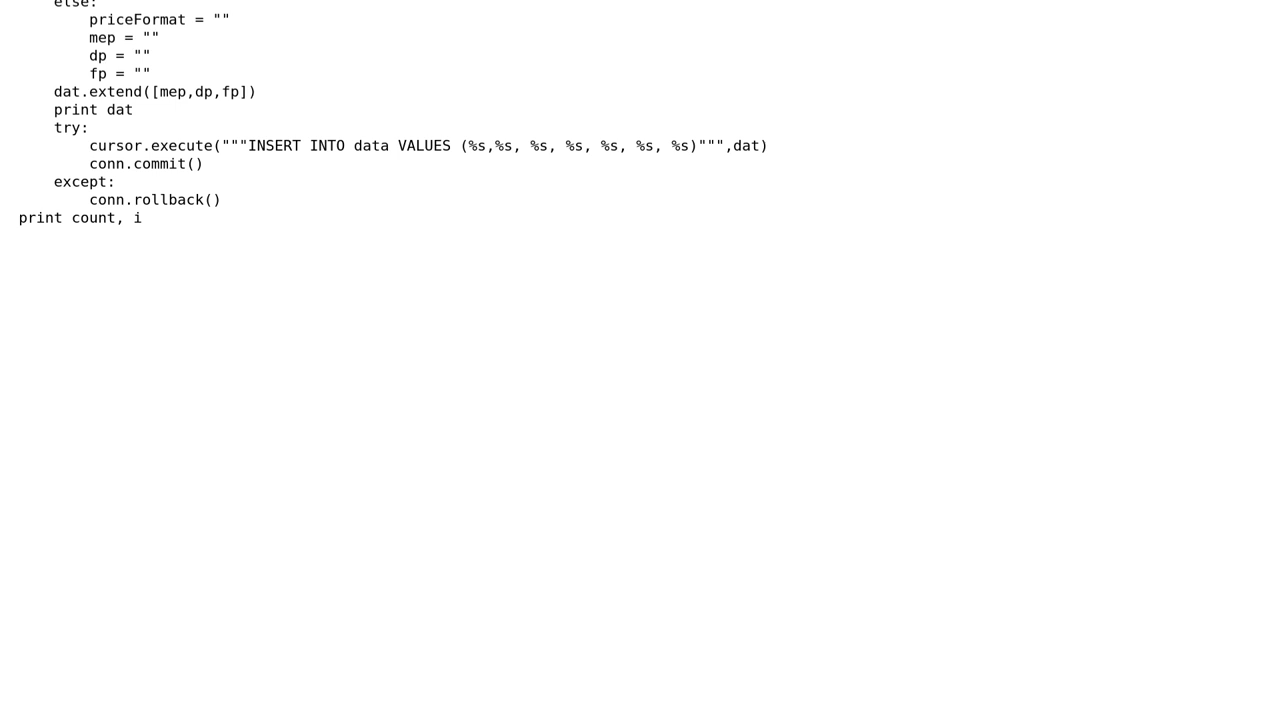 else:
        priceFormat = ""
        mep = ""
        dp = ""
        fp = ""
    dat.extend([mep,dp,fp])
    print dat
    try:
        cursor.execute("""INSERT INTO data VALUES (%s,%s, %s, %s, %s, %s, %s)""",dat)
        conn.commit()
    except:
        conn.rollback()
print count, i